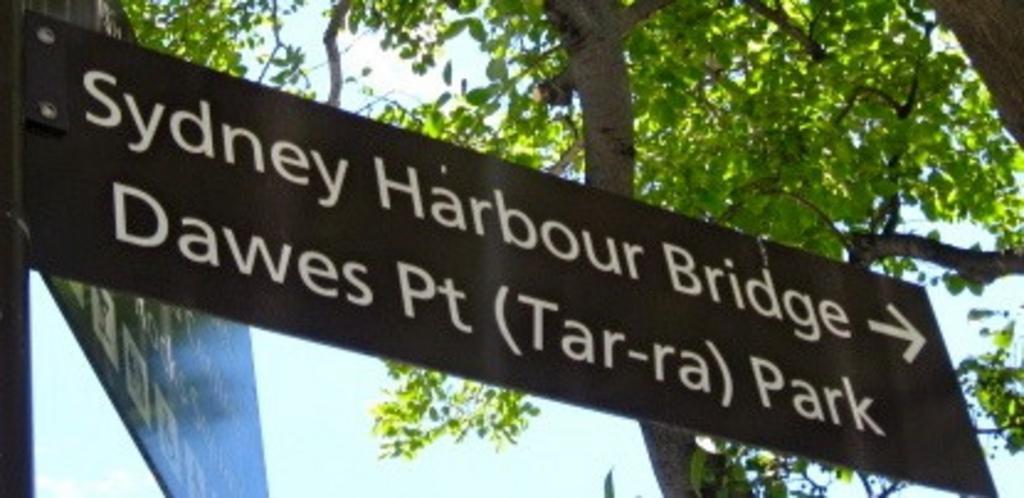 Sydney Harbour Bridge →
Dawes Pt (Tar-ra) Park